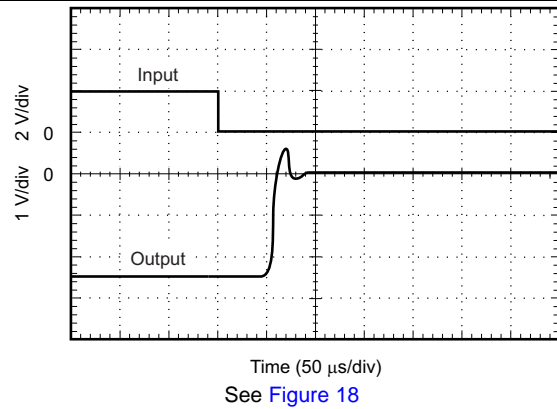 Input
2 V/div
0
1 V/div
0
Output
Time (50 μs/div)
See Figure 18